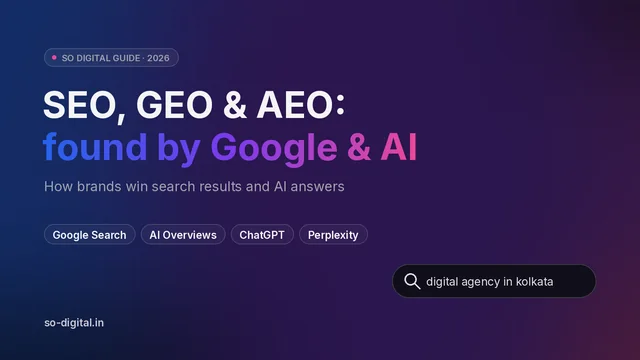 SO DIGITAL GUIDE · 2026
SEO, GEO & AEO:
found by Google & AI
How brands win search results and AI answers
Google Search
AI Overviews
ChatGPT
Perplexity
digital agency in kolkata
so-digital.in